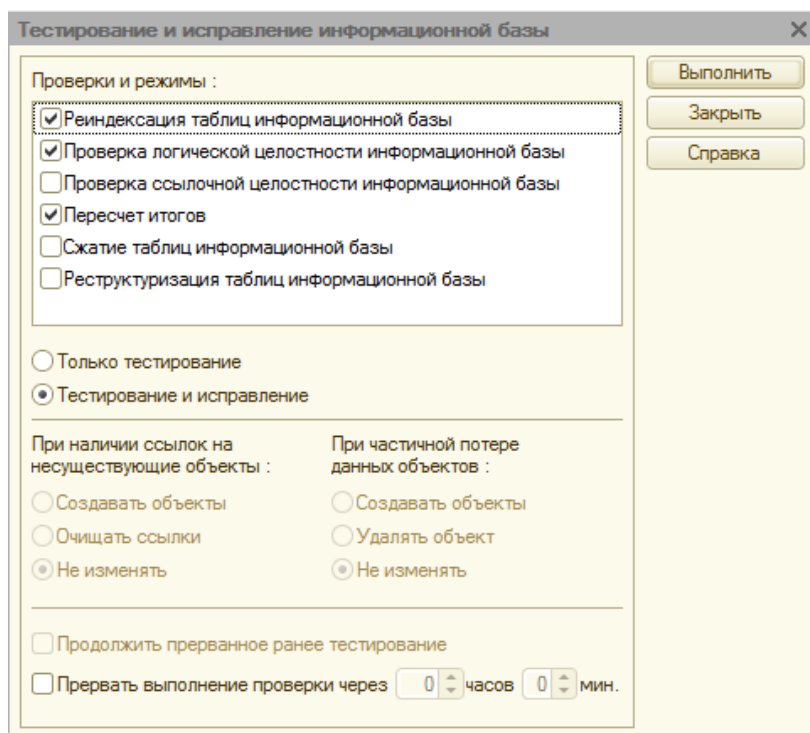 Тестирование и исправление информационной базы
Проверки и режимы :
Реиндексация таблиц информационной базы
Проверка логической целостности информационной базы
Проверка ссылочной целостности информационной базы
Пересчет итогов
Сжатие таблиц информационной базы
Реструктуризация таблиц информационной базы
Только тестирование
Тестирование и исправление
При наличии ссылок на
несуществующие объекты :
Создавать объекты
Очищать ссылки
Не изменять
При частичной потере
данных объектов :
Создавать объекты
Удалять объект
Не изменять
Продолжить прерванное ранее тестирование
Прервать выполнение проверки через 0 часов 0 мин.
Выполнить
Закрыть
Справка